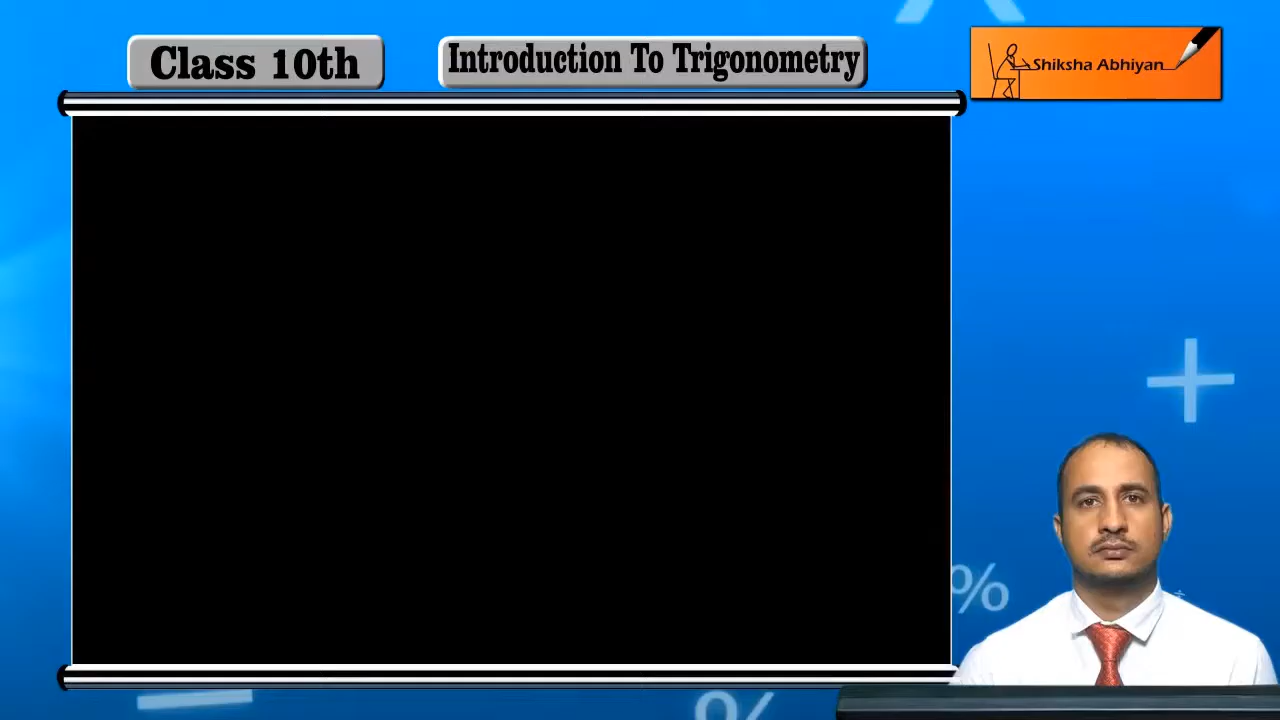 Class 10th
Introduction To Trigonometry
Shiksha Abhiyan
+
%
%